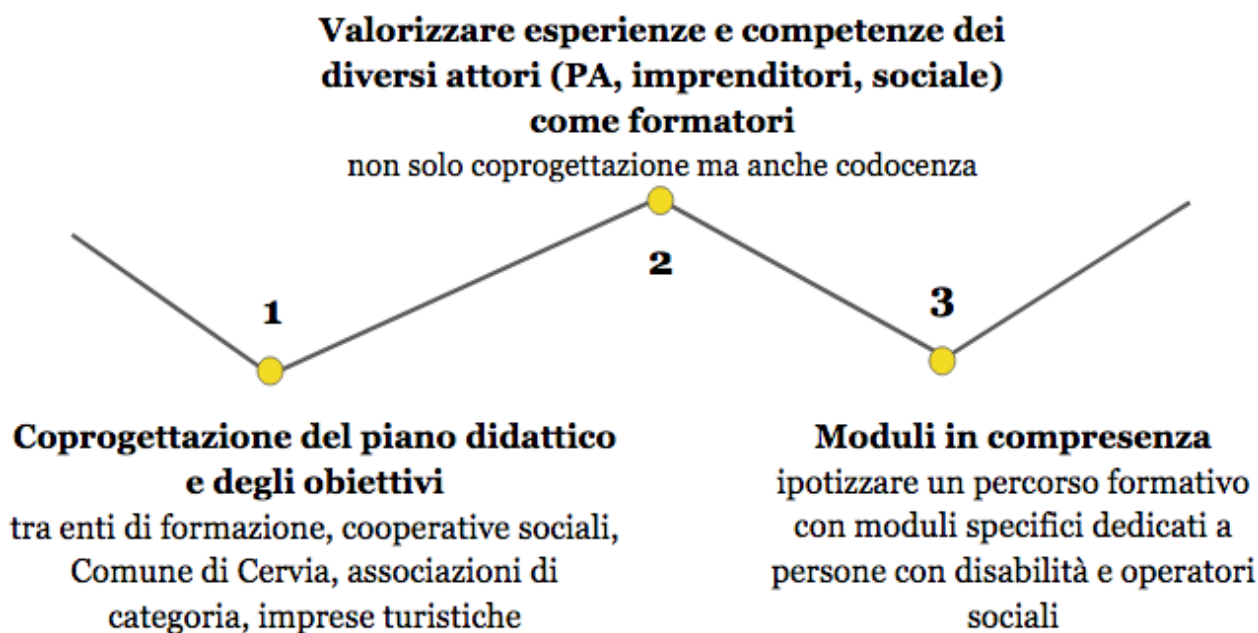 Valorizzare esperienze e competenze dei
diversi attori (PA, imprenditori, sociale)
come formatori
non solo coprogettazione ma anche codocenza
1
2
3
Coprogettazione del piano didattico
e degli obiettivi
tra enti di formazione, cooperative sociali,
Comune di Cervia, associazioni di
categoria, imprese turistiche
Moduli in compresenza
ipotizzare un percorso formativo
con moduli specifici dedicati a
persone con disabilità e operatori
sociali